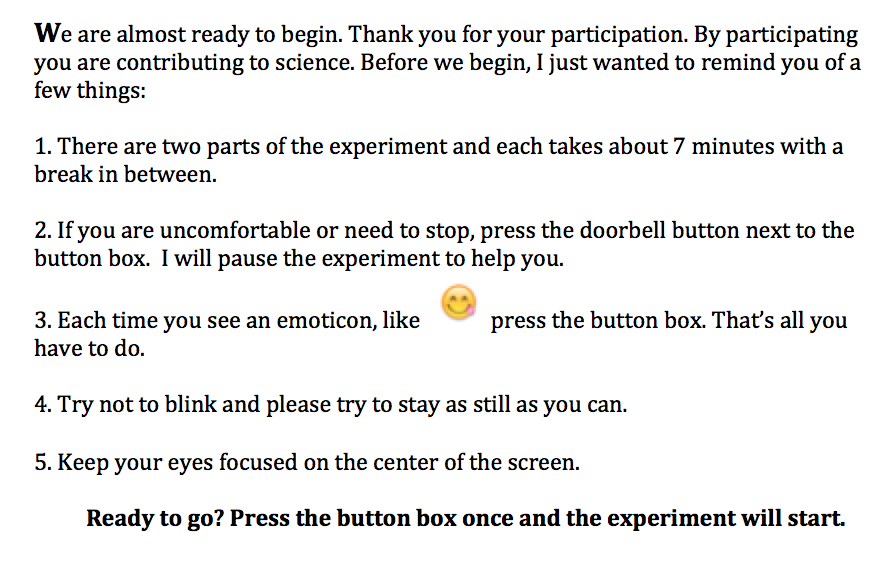 We are almost ready to begin. Thank you for your participation. By participating
you are contributing to science. Before we begin, I just wanted to remind you of a
few things:
1. There are two parts of the experiment and each takes about 7 minutes with a
break in between.
2. If you are uncomfortable or need to stop, press the doorbell button next to the
button box.  I will pause the experiment to help you.
3. Each time you see an emoticon, like 😋 press the button box. That’s all you
have to do.
4. Try not to blink and please try to stay as still as you can.
5. Keep your eyes focused on the center of the screen.
Ready to go? Press the button box once and the experiment will start.